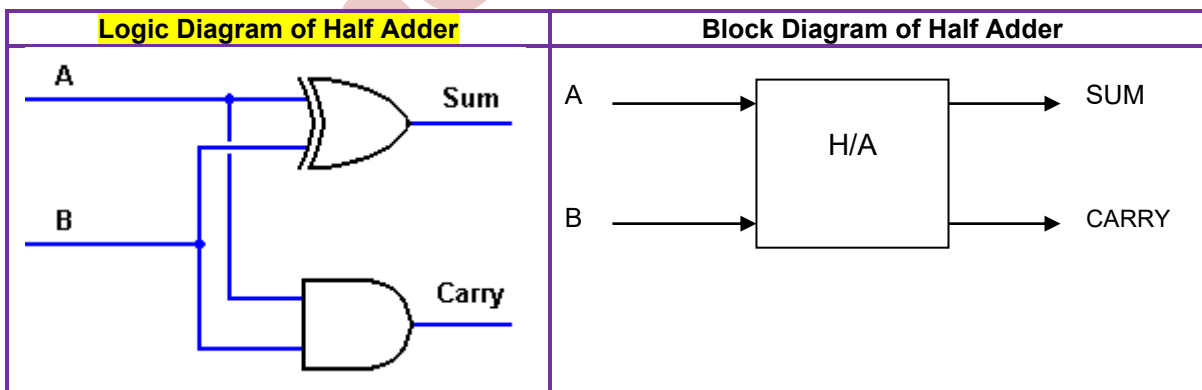 Logic Diagram of Half Adder
Block Diagram of Half Adder
A
Sum
B
Carry
A
SUM
H/A
B
CARRY